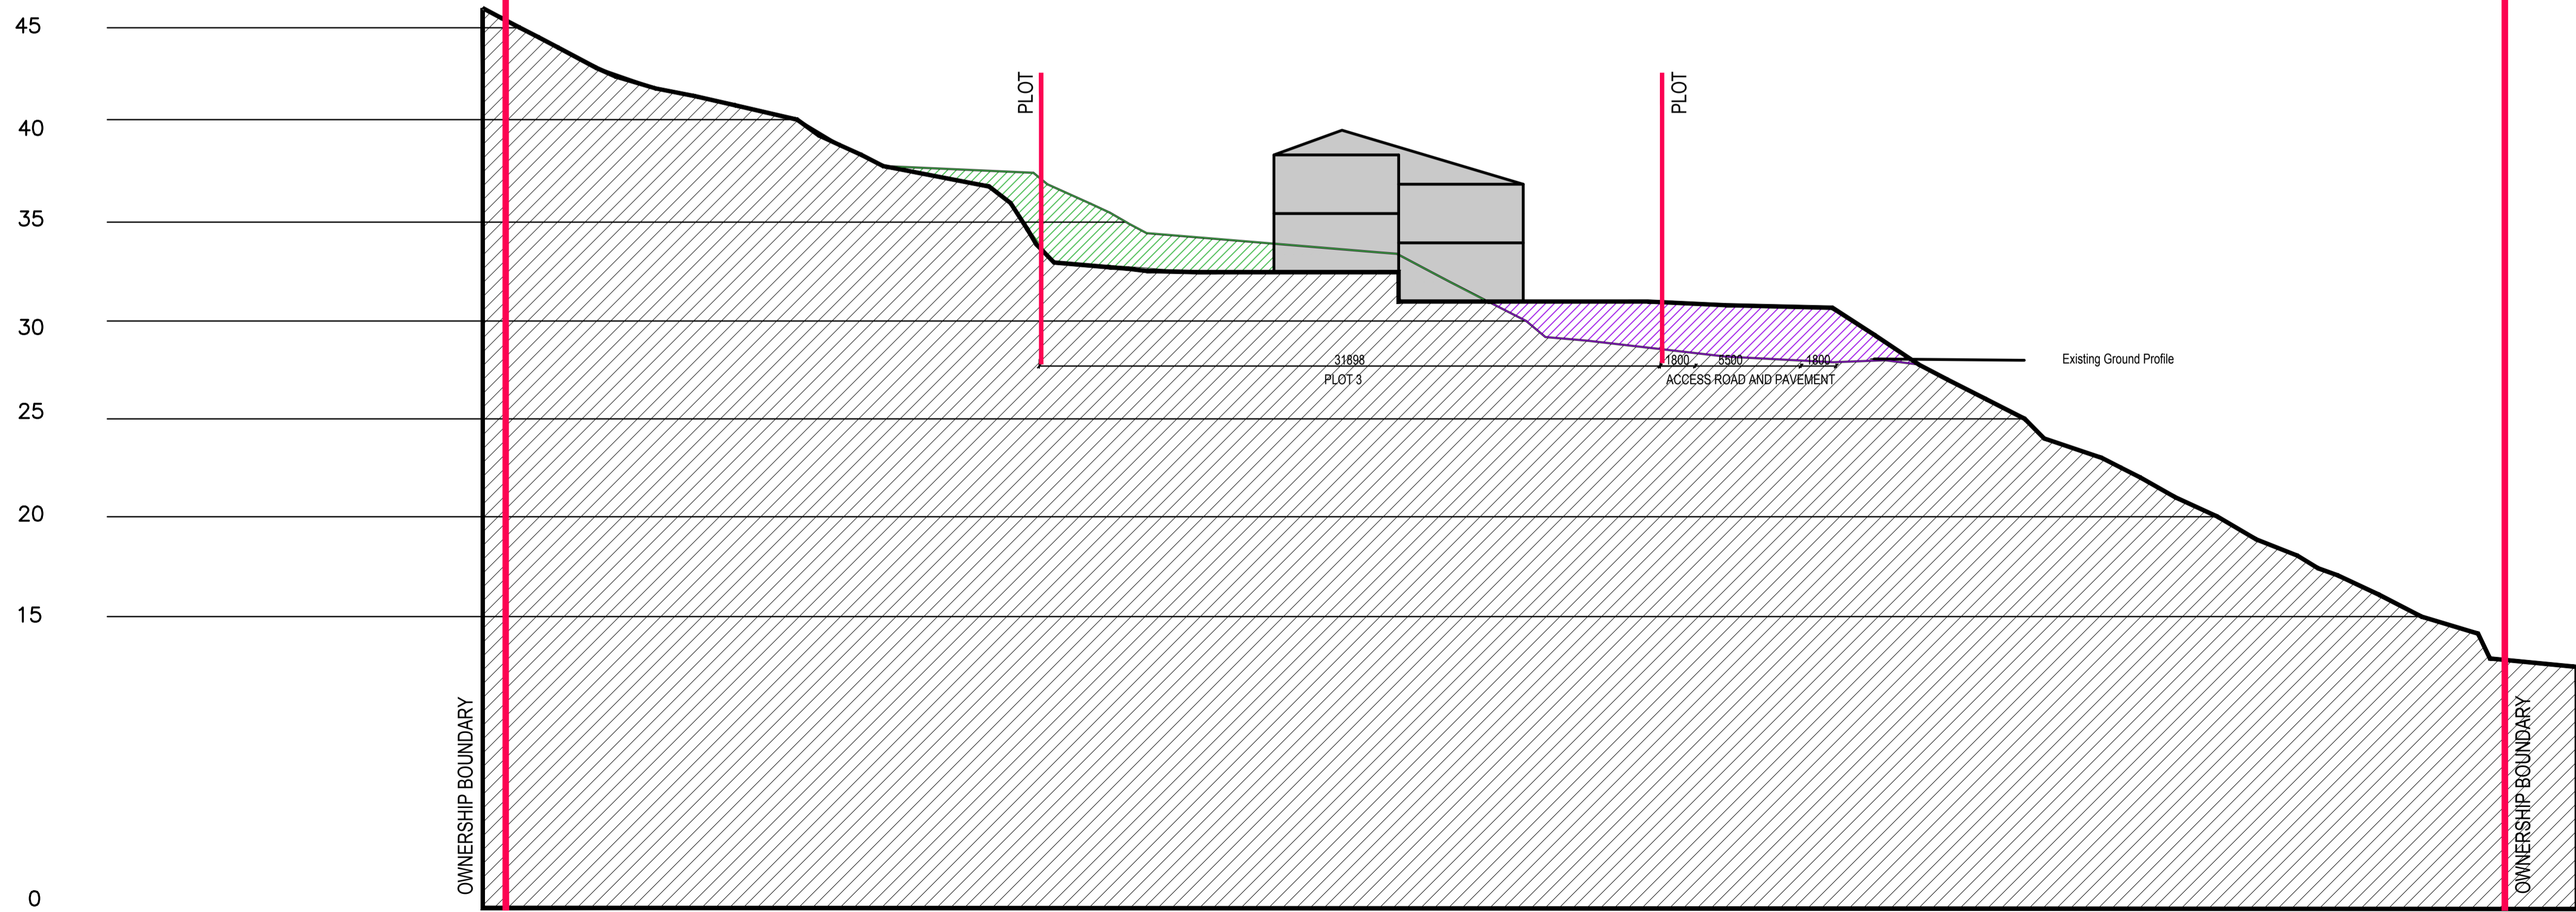 45
40
35
30
25
20
15
0
PLOT
PLOT
31898
1800
5500
1800
PLOT 3
ACCESS ROAD AND PAVEMENT
Existing Ground Profile
OWNERSHIP BOUNDARY
OWNERSHIP BOUNDARY